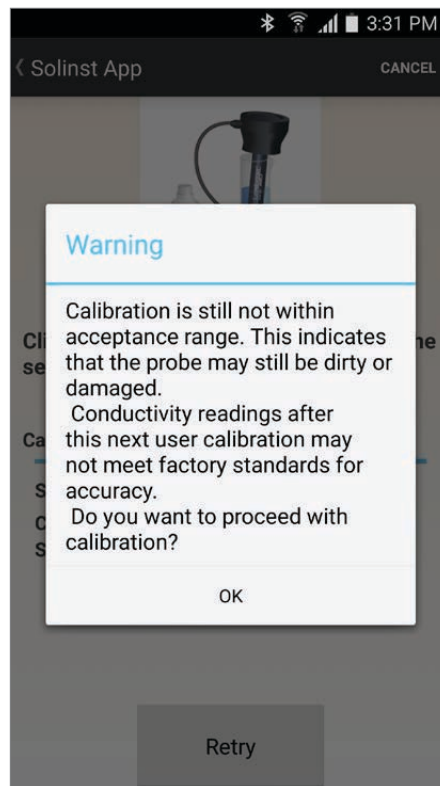 3:31 PM
Solinst App
CANCEL
Warning
Calibration is still not within
acceptance range. This indicates
that the probe may still be dirty or
damaged.
Conductivity readings after
this next user calibration may
not meet factory standards for
accuracy.
Do you want to proceed with
calibration?
OK
Retry